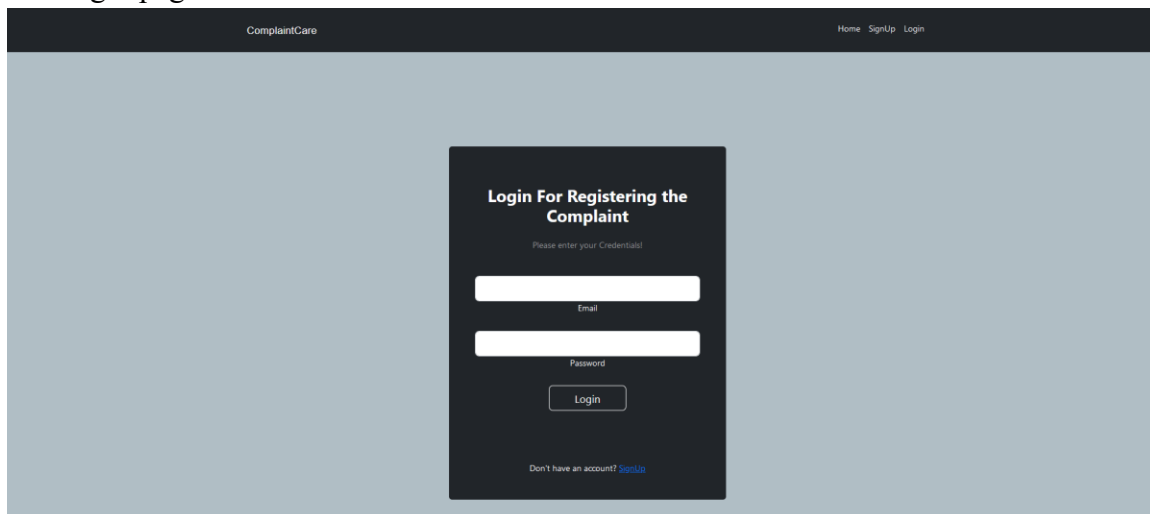 ComplaintCare
Home SignUp Login
Login For Registering the
Complaint
Please enter your Credentials!
Email
Password
Login
Don't have an account? SignUp